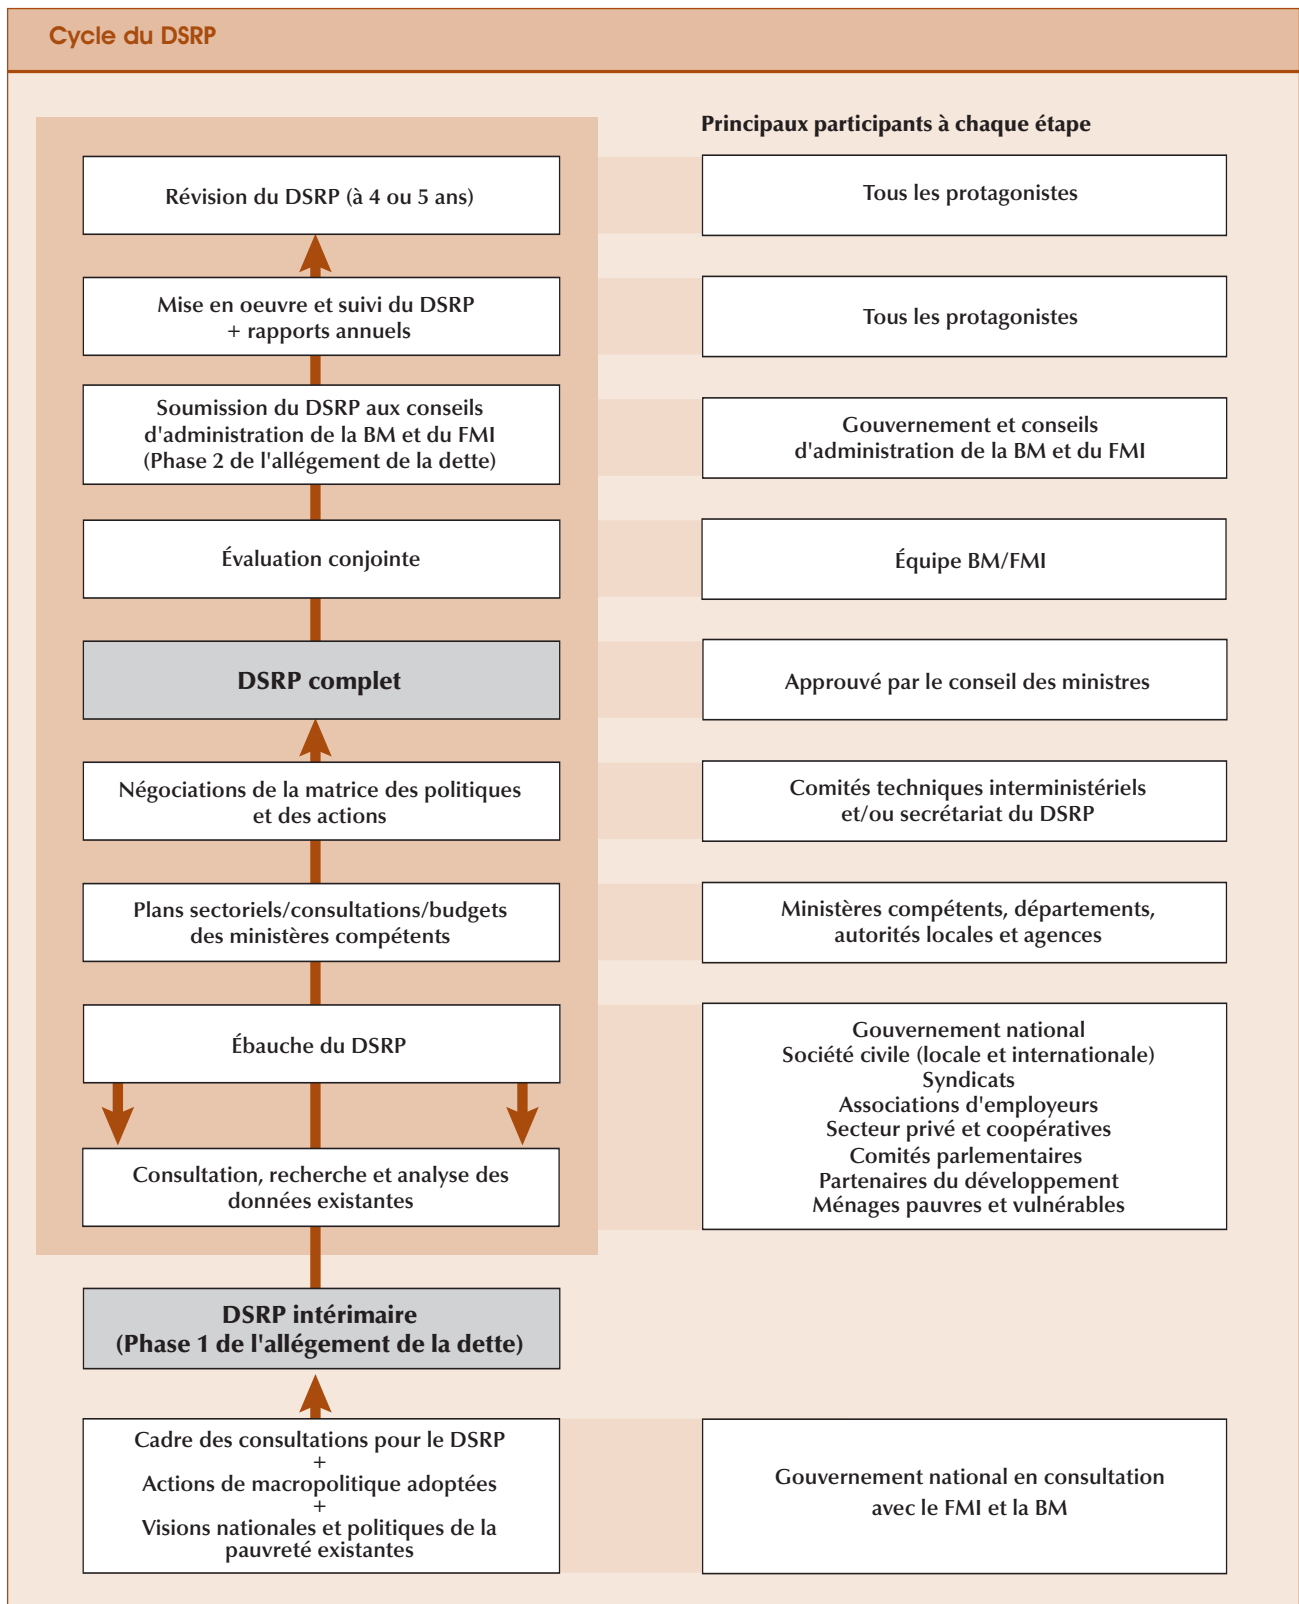 Cycle du DSRP
Principaux participants à chaque étape
Révision du DSRP (à 4 ou 5 ans)
Tous les protagonistes
Mise en oeuvre et suivi du DSRP
+ rapports annuels
Tous les protagonistes
Soumission du DSRP aux conseils
d'administration de la BM et du FMI
(Phase 2 de l'allégement de la dette)
Gouvernement et conseils
d'administration de la BM et du FMI
Évaluation conjointe
Équipe BM/FMI
DSRP complet
Approuvé par le conseil des ministres
Négociations de la matrice des politiques
et des actions
Comités techniques interministériels
et/ou secrétariat du DSRP
Plans sectoriels/consultations/budgets
des ministères compétents
Ministères compétents, départements,
autorités locales et agences
Ébauche du DSRP
Consultation, recherche et analyse des
données existantes
Gouvernement national
Société civile (locale et internationale)
Syndicats
Associations d'employeurs
Secteur privé et coopératives
Comités parlementaires
Partenaires du développement
Ménages pauvres et vulnérables
DSRP intérimaire
(Phase 1 de l'allégement de la dette)
Cadre des consultations pour le DSRP
+
Actions de macropolitique adoptées
+
Visions nationales et politiques de la
pauvreté existantes
Gouvernement national en consultation
avec le FMI et la BM